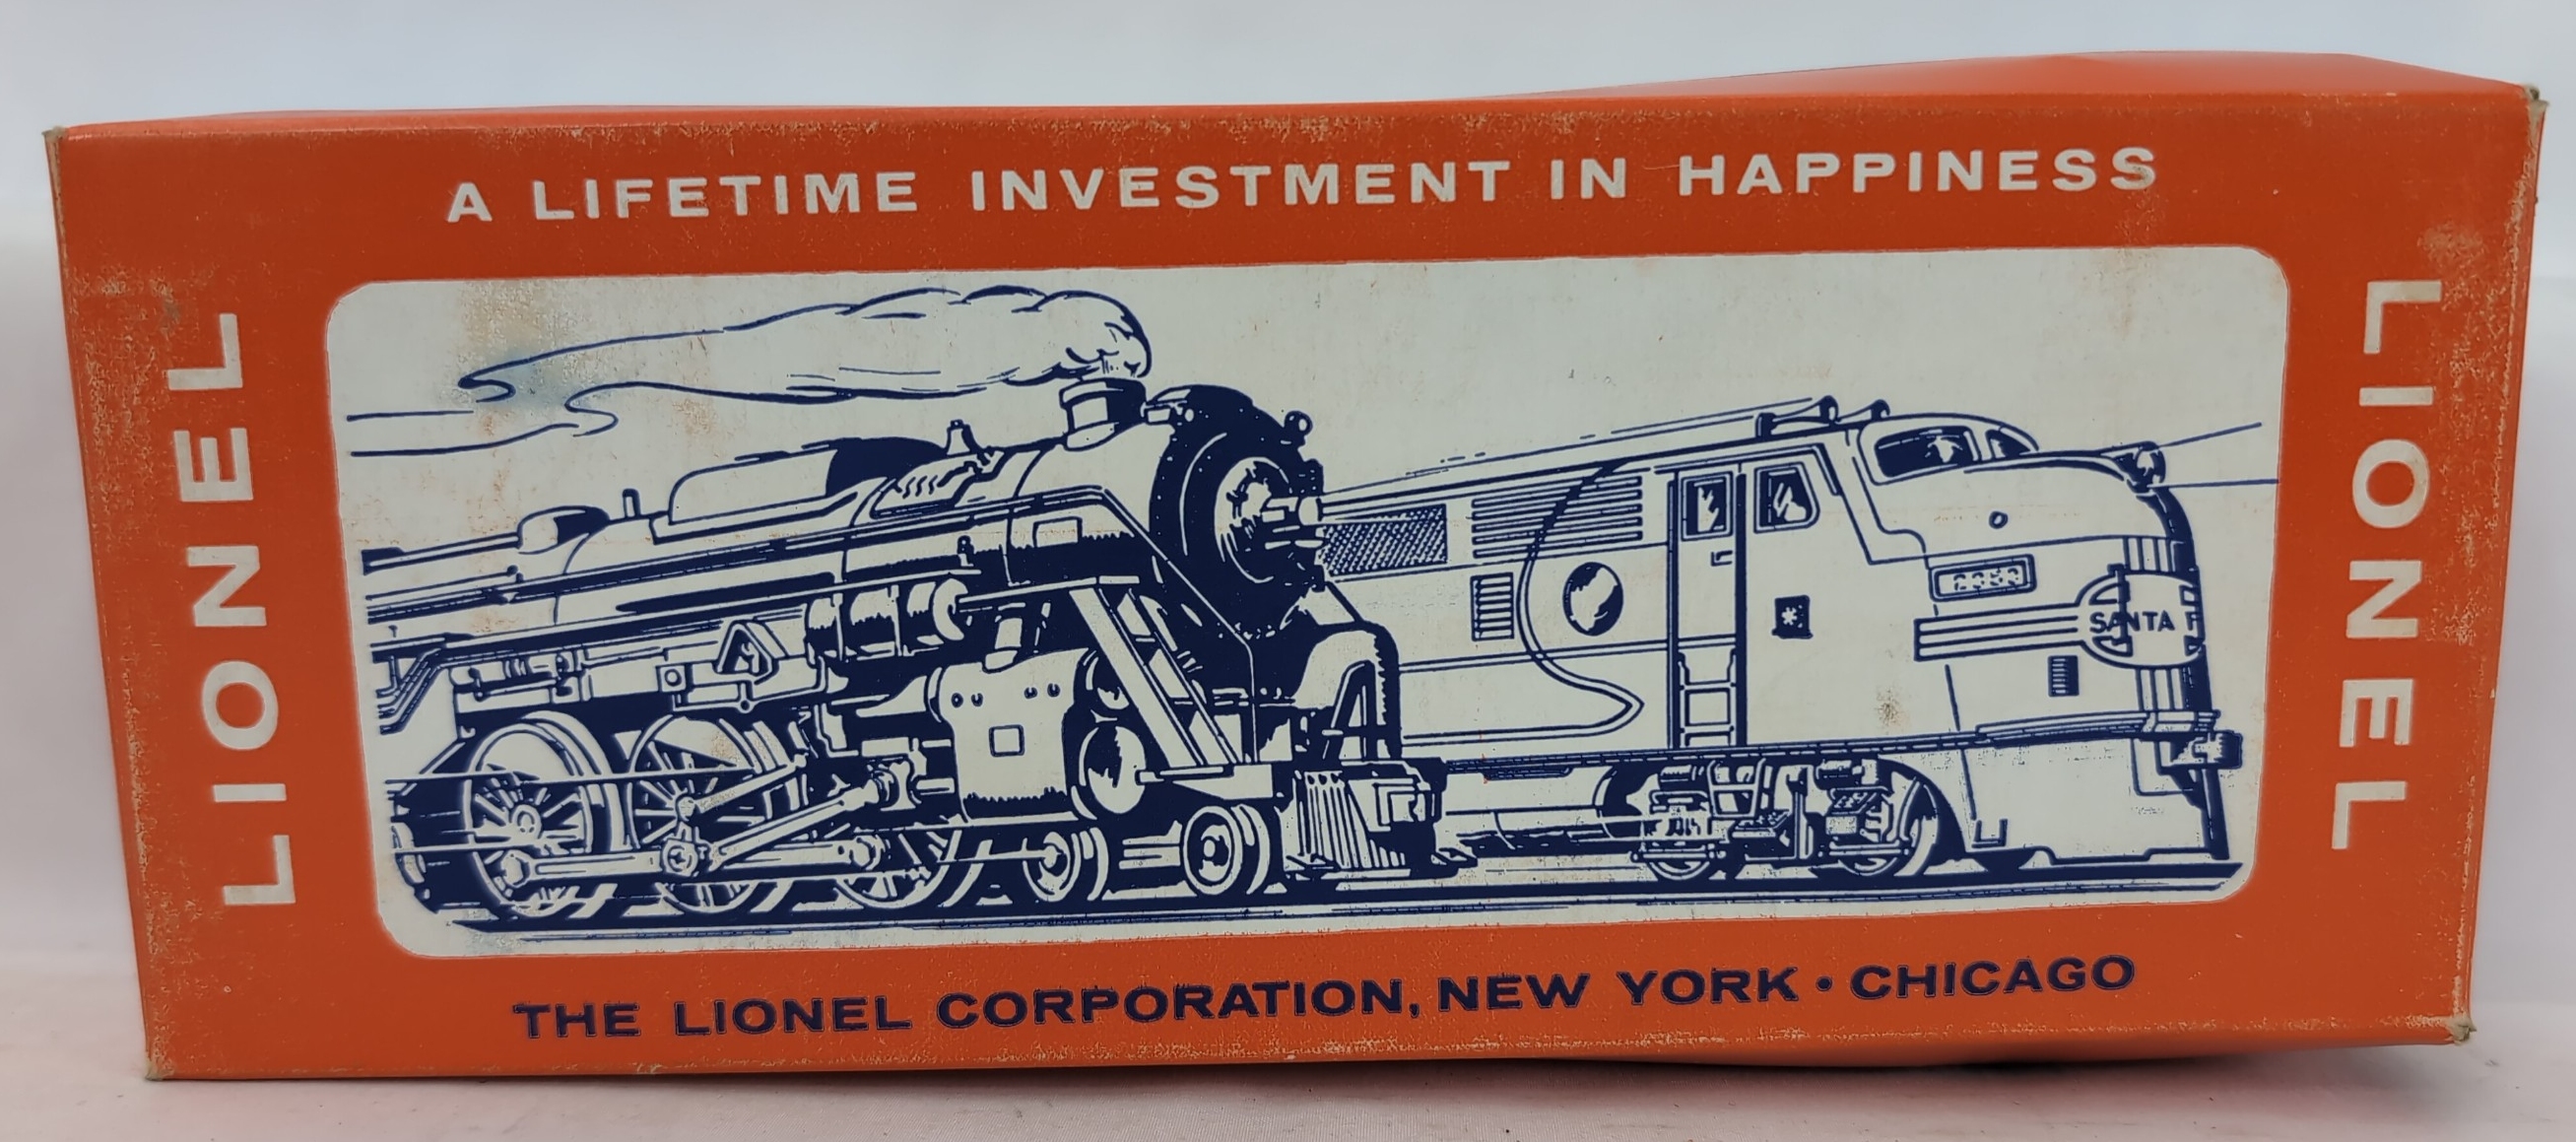 A LIFETIME INVESTMENT IN HAPPINESS
LIONEL
SANTA F
LIONEL
THE LIONEL CORPORATION, NEW YORK • CHICAGO